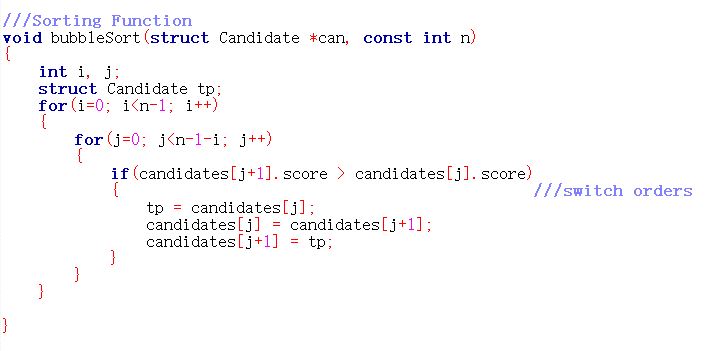 ///Sorting Function
void bubbleSort(struct Candidate *can, const int n)
{
    int i, j;
    struct Candidate tp;
    for(i=0; i<n-1; i++)
    {
        for(j=0; j<n-1-i; j++)
        {
            if(candidates[j+1].score > candidates[j].score)
            {                                              ///switch orders
                tp = candidates[j];
                candidates[j] = candidates[j+1];
                candidates[j+1] = tp;
            }
        }
    }
}